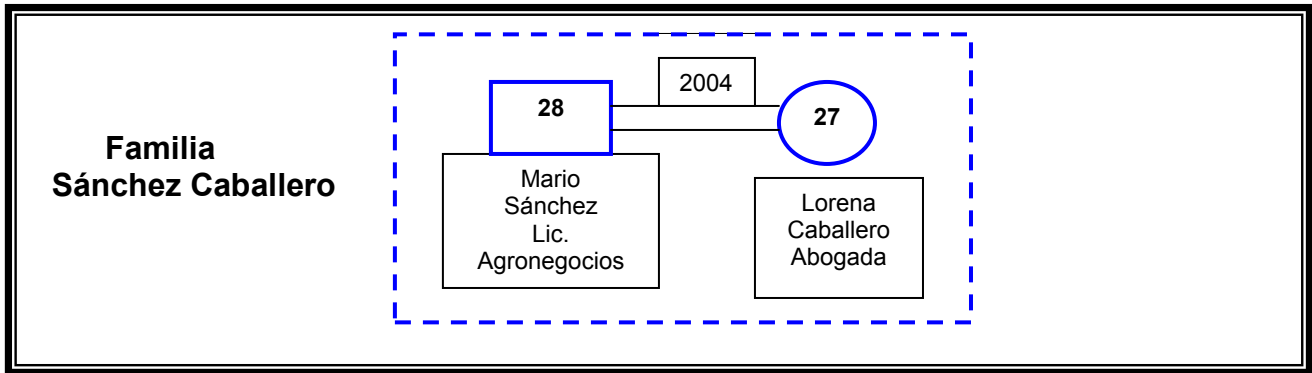 Familia
Sánchez Caballero
2004
28
27
Mario
Sánchez
Lic.
Agronegocios
Lorena
Caballero
Abogada